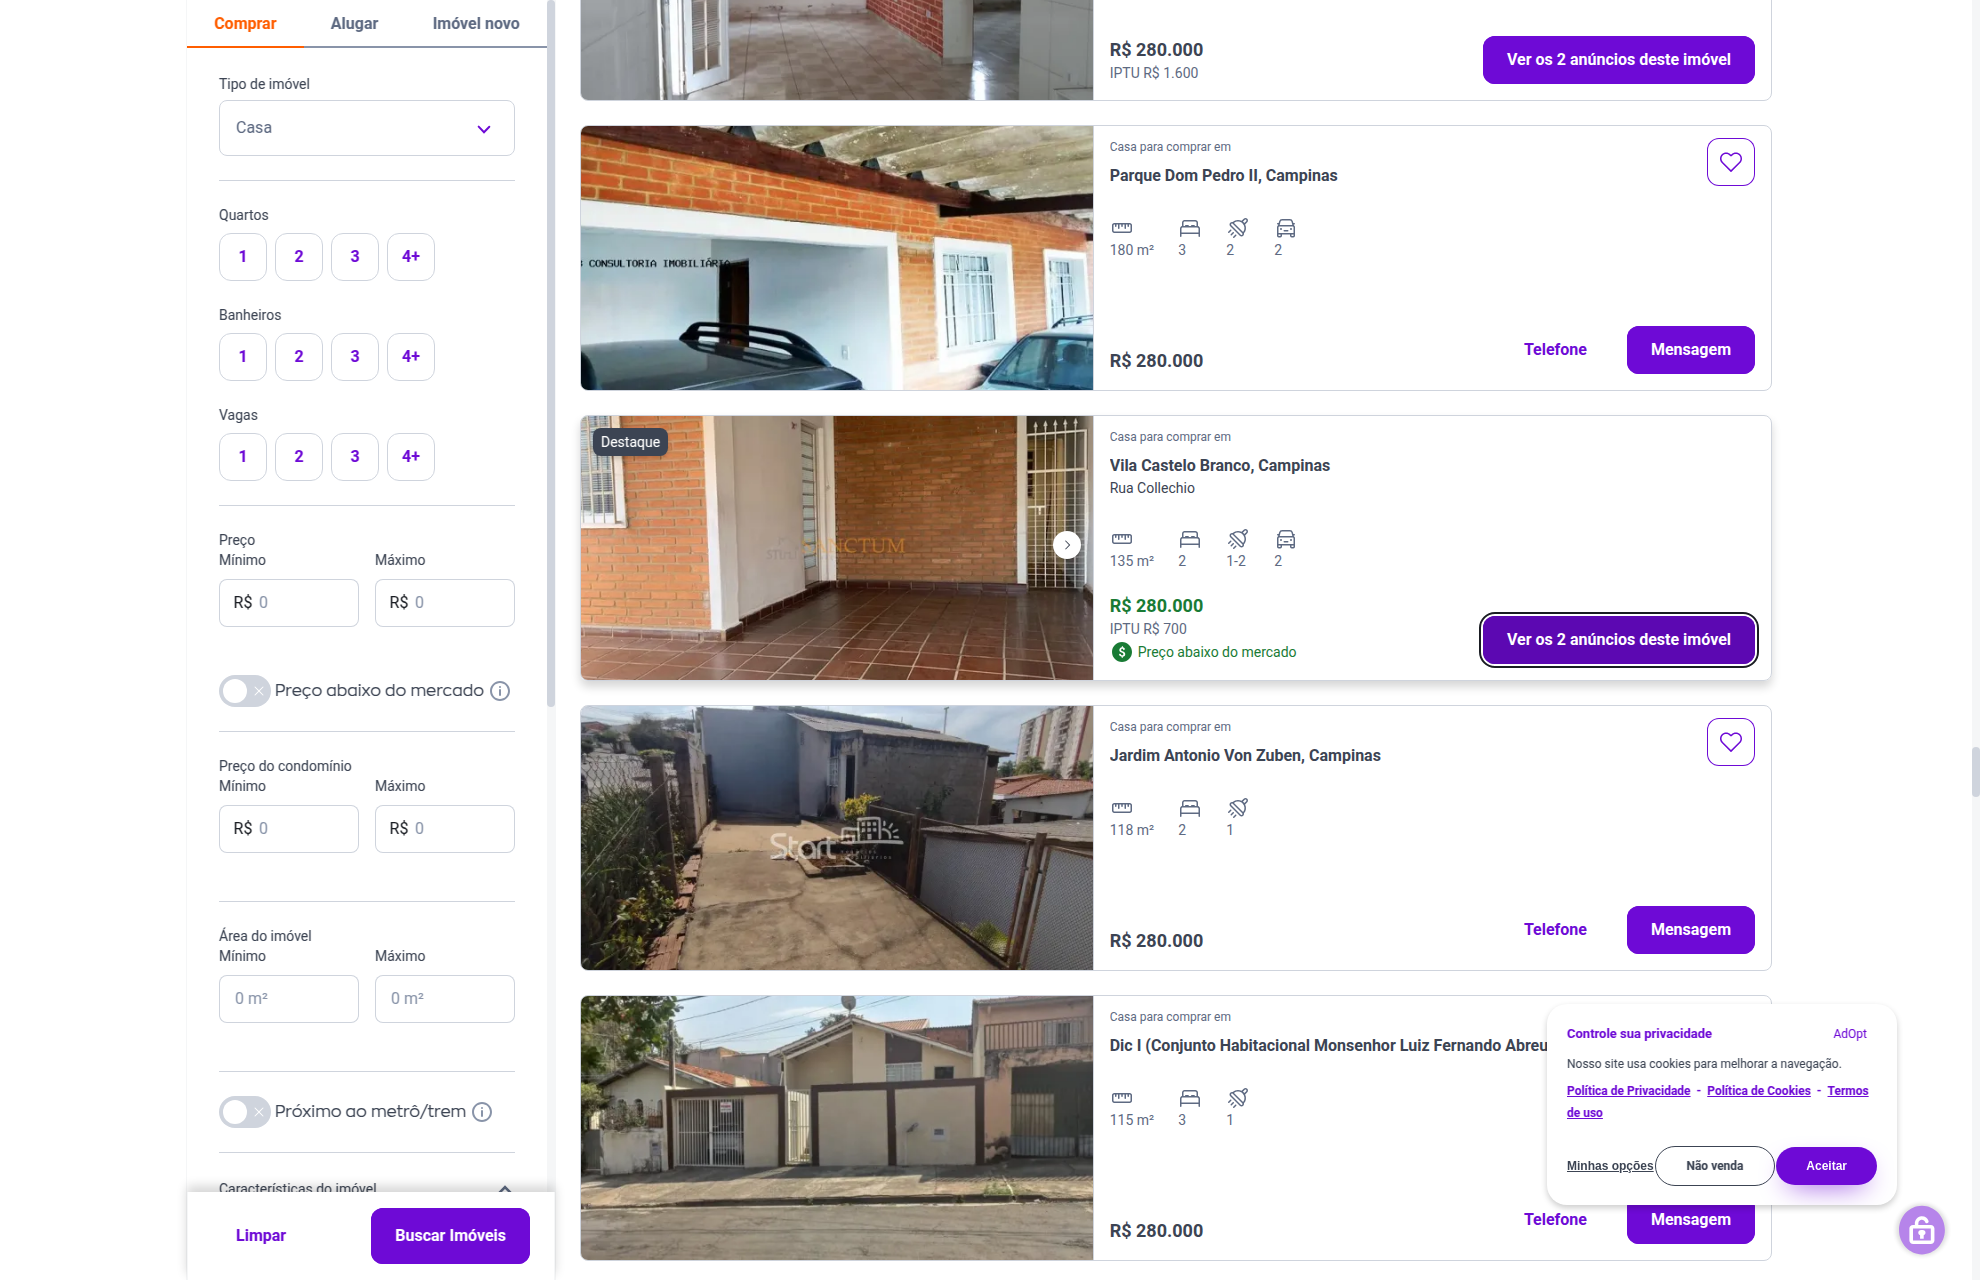 Comprar
Alugar
Imóvel novo
Tipo de imóvel
Casa
Quartos
1
2
3
4+
Banheiros
1
2
3
4+
Vagas
1
2
3
4+
Preço
Mínimo
Máximo
R$ 0
R$ 0
Preço abaixo do mercado
Preço do condomínio
Mínimo
Máximo
R$ 0
R$ 0
Área do imóvel
Mínimo
Máximo
0 m²
0 m²
Próximo ao metrô/trem
Características do imóvel
Limpar
Buscar Imóveis
R$ 280.000
IPTU R$ 1.600
Ver os 2 anúncios deste imóvel
CONSULTORIA IMOBILIÁRIA
Casa para comprar em
Parque Dom Pedro II, Campinas
180 m²
3
2
2
R$ 280.000
Telefone
Mensagem
Destaque
SANCTUM
Casa para comprar em
Vila Castelo Branco, Campinas
Rua Collechio
135 m²
2
1-2
2
R$ 280.000
IPTU R$ 700
Preço abaixo do mercado
Ver os 2 anúncios deste imóvel
Start
Casa para comprar em
Jardim Antonio Von Zuben, Campinas
118 m²
2
1
R$ 280.000
Telefone
Mensagem
Casa para comprar em
Dic I (Conjunto Habitacional Monsenhor Luiz Fernando Abreu
115 m²
3
1
R$ 280.000
Telefone
Mensagem
Controle sua privacidade
AdOpt
Nosso site usa cookies para melhorar a navegação.
Política de Privacidade - Política de Cookies - Termos
de uso
Minhas opções
Não venda
Aceitar